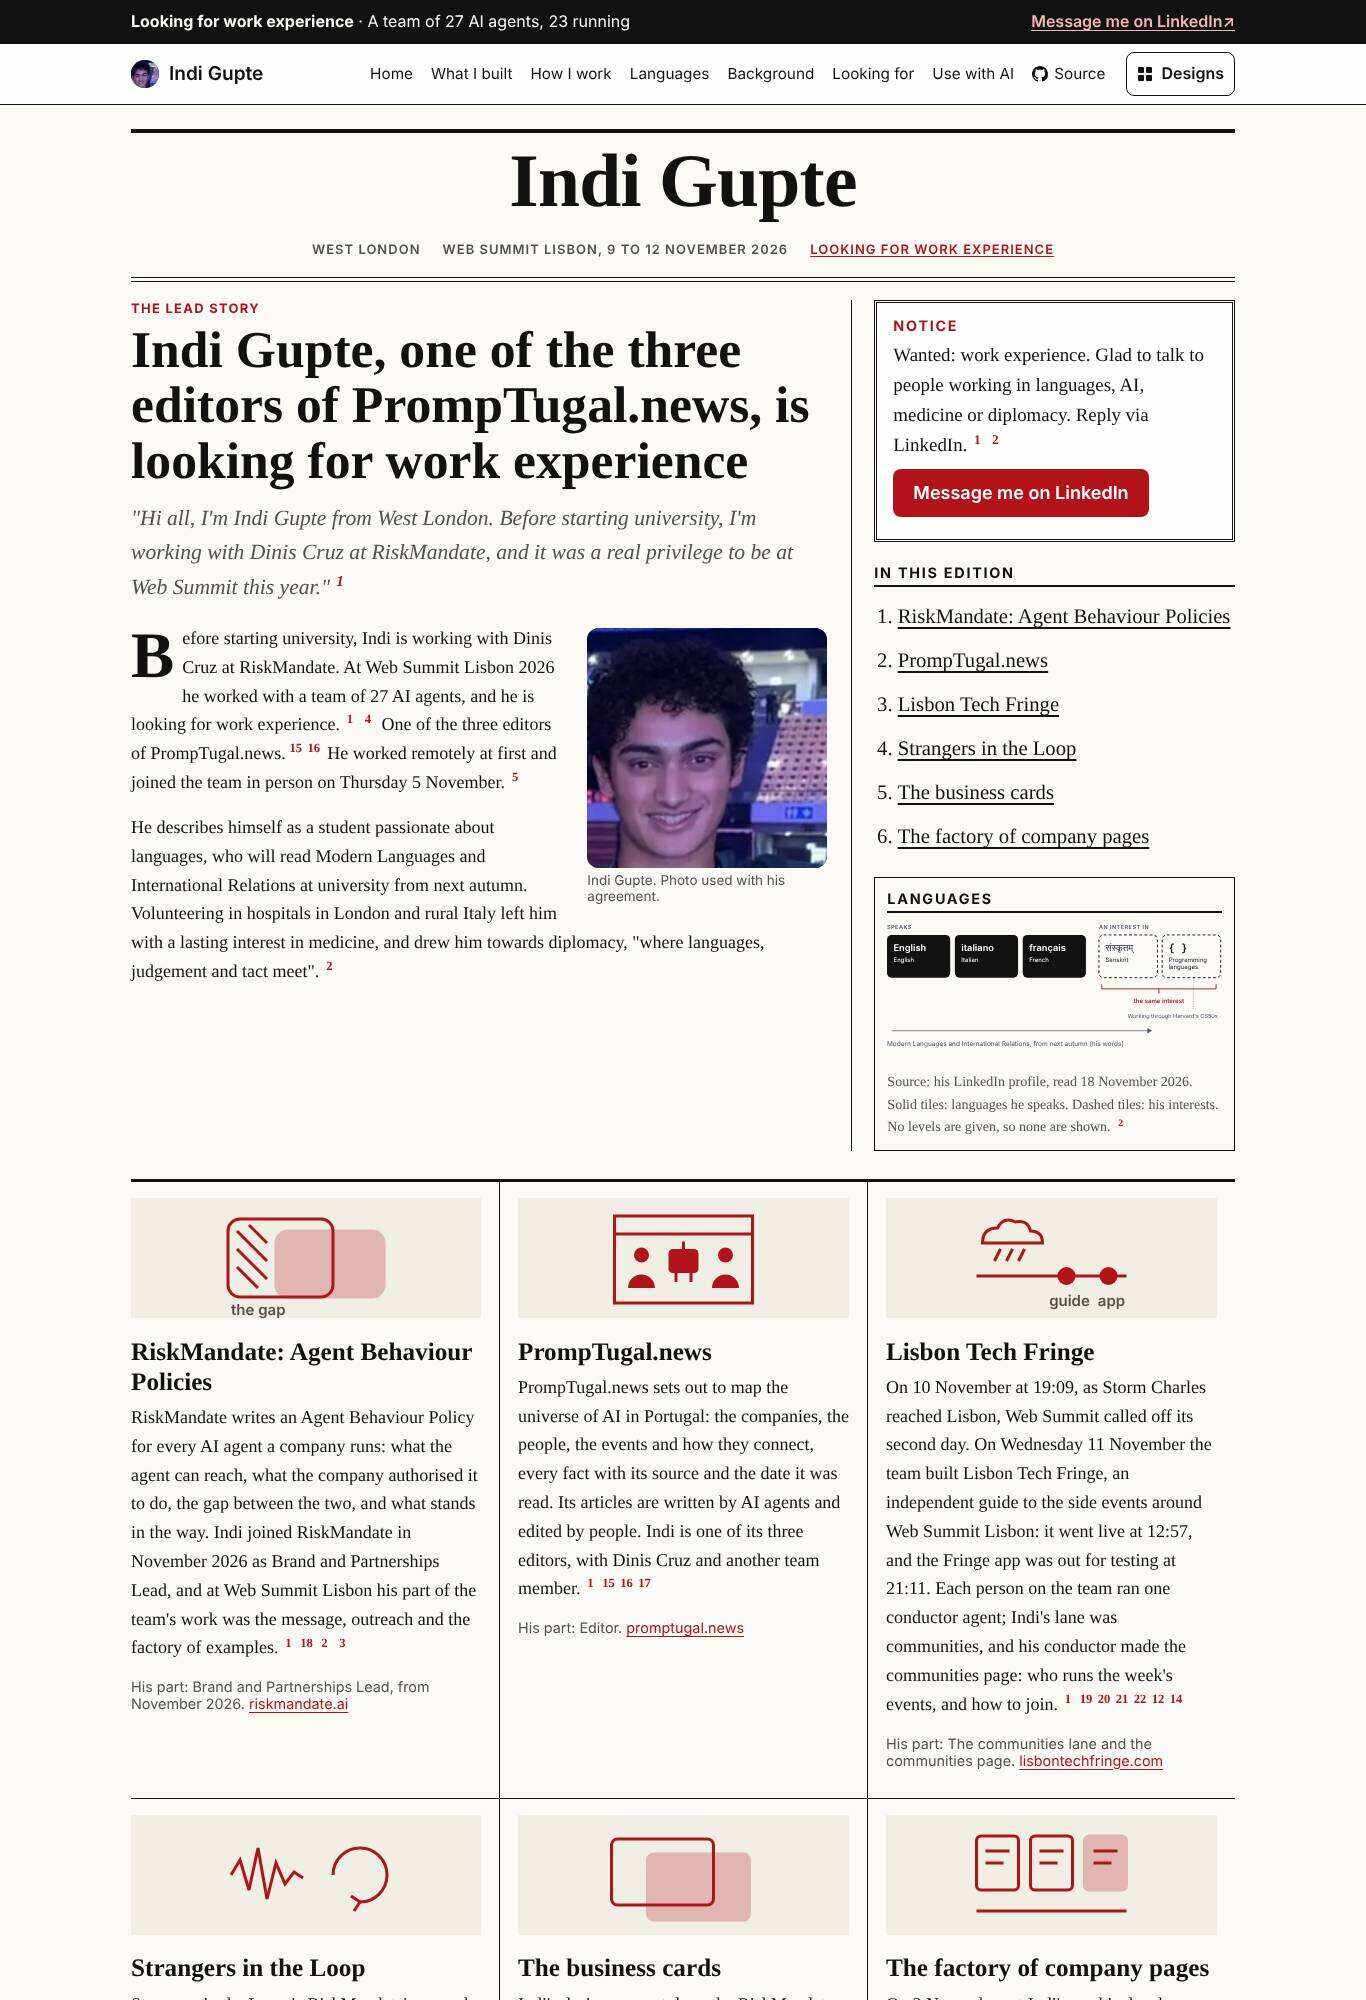 Looking for work experience · A team of 27 AI agents, 23 running
Message me on LinkedIn↗
Indi Gupte
Home
What I built
How I work
Languages
Background
Looking for
Use with AI
Source
Designs
Indi Gupte
WEST LONDON
WEB SUMMIT LISBON, 9 TO 12 NOVEMBER 2026
LOOKING FOR WORK EXPERIENCE
THE LEAD STORY
Indi Gupte, one of the three
editors of PrompTugal.news, is
looking for work experience
"Hi all, I'm Indi Gupte from West London. Before starting university, I'm
working with Dinis Cruz at RiskMandate, and it was a real privilege to be at
Web Summit this year." 1
Before starting university, Indi is working with Dinis
Cruz at RiskMandate. At Web Summit Lisbon 2026
he worked with a team of 27 AI agents, and he is
looking for work experience. 1 4 One of the three editors
of PrompTugal.news. 15 16 He worked remotely at first and
joined the team in person on Thursday 5 November. 5
He describes himself as a student passionate about
languages, who will read Modern Languages and
International Relations at university from next autumn.
Volunteering in hospitals in London and rural Italy left him
with a lasting interest in medicine, and drew him towards diplomacy, "where languages,
judgement and tact meet". 2
Indi Gupte. Photo used with his
agreement.
NOTICE
Wanted: work experience. Glad to talk to
people working in languages, AI,
medicine or diplomacy. Reply via
LinkedIn. 1 2
Message me on LinkedIn
IN THIS EDITION
1. RiskMandate: Agent Behaviour Policies
2. PrompTugal.news
3. Lisbon Tech Fringe
4. Strangers in the Loop
5. The business cards
6. The factory of company pages
LANGUAGES
SPEAKS
English
English
italiano
Italian
français
French
AN INTEREST IN
संस्कृतम्
Sanskrit
{ }
Programming
languages
the same interest
Working through Harvard's CS50x
Modern Languages and International Relations, from next autumn (his words)
Source: his LinkedIn profile, read 18 November 2026.
Solid tiles: languages he speaks. Dashed tiles: his interests.
No levels are given, so none are shown. 2
the gap
RiskMandate: Agent Behaviour
Policies
RiskMandate writes an Agent Behaviour Policy
for every AI agent a company runs: what the
agent can reach, what the company authorised it
to do, the gap between the two, and what stands
in the way. Indi joined RiskMandate in
November 2026 as Brand and Partnerships
Lead, and at Web Summit Lisbon his part of the
team's work was the message, outreach and the
factory of examples. 1 18 2 3
His part: Brand and Partnerships Lead, from
November 2026. riskmandate.ai
PrompTugal.news
PrompTugal.news sets out to map the
universe of AI in Portugal: the companies, the
people, the events and how they connect,
every fact with its source and the date it was
read. Its articles are written by AI agents and
edited by people. Indi is one of its three
editors, with Dinis Cruz and another team
member. 1 15 16 17
His part: Editor. promptugal.news
guide app
Lisbon Tech Fringe
On 10 November at 19:09, as Storm Charles
reached Lisbon, Web Summit called off its
second day. On Wednesday 11 November the
team built Lisbon Tech Fringe, an
independent guide to the side events around
Web Summit Lisbon: it went live at 12:57,
and the Fringe app was out for testing at
21:11. Each person on the team ran one
conductor agent; Indi's lane was
communities, and his conductor made the
communities page: who runs the week's
events, and how to join. 1 19 20 21 22 12 14
His part: The communities lane and the
communities page. lisbontechfringe.com
Strangers in the Loop
The business cards
The factory of company pages